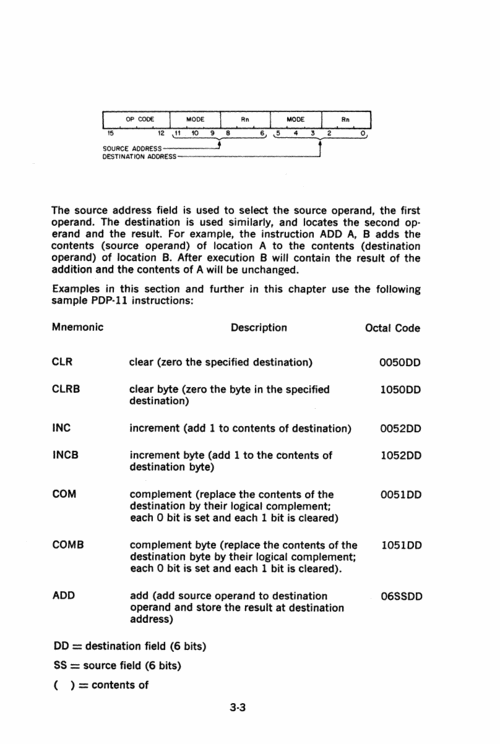 OP CODE MODE Rn MODE Rn
15 12 11 10 9 8 6 5 4 3 2 0
SOURCE ADDRESS
DESTINATION ADDRESS
The source address field is used to select the source operand, the first
operand. The destination is used similarly, and locates the second op-
erand and the result. For example, the instruction ADD A, B adds the
contents (source operand) of location A to the contents (destination
operand) of location B. After execution B will contain the result of the
addition and the contents of A will be unchanged.
Examples in this section and further in this chapter use the following
sample PDP-11 instructions:
Mnemonic Description Octal Code
CLR clear (zero the specified destination) 0050DD
CLRB clear byte (zero the byte in the specified 1050DD
destination)
INC increment (add 1 to contents of destination) 0052DD
INCB increment byte (add 1 to the contents of 1052DD
destination byte)
COM complement (replace the contents of the 0051DD
destination by their logical complement;
each 0 bit is set and each 1 bit is cleared)
COMB complement byte (replace the contents of the 1051DD
destination byte by their logical complement;
each 0 bit is set and each 1 bit is cleared).
ADD add (add source operand to destination 06SSDD
operand and store the result at destination
address)
DD = destination field (6 bits)
SS = source field (6 bits)
( ) = contents of
3-3